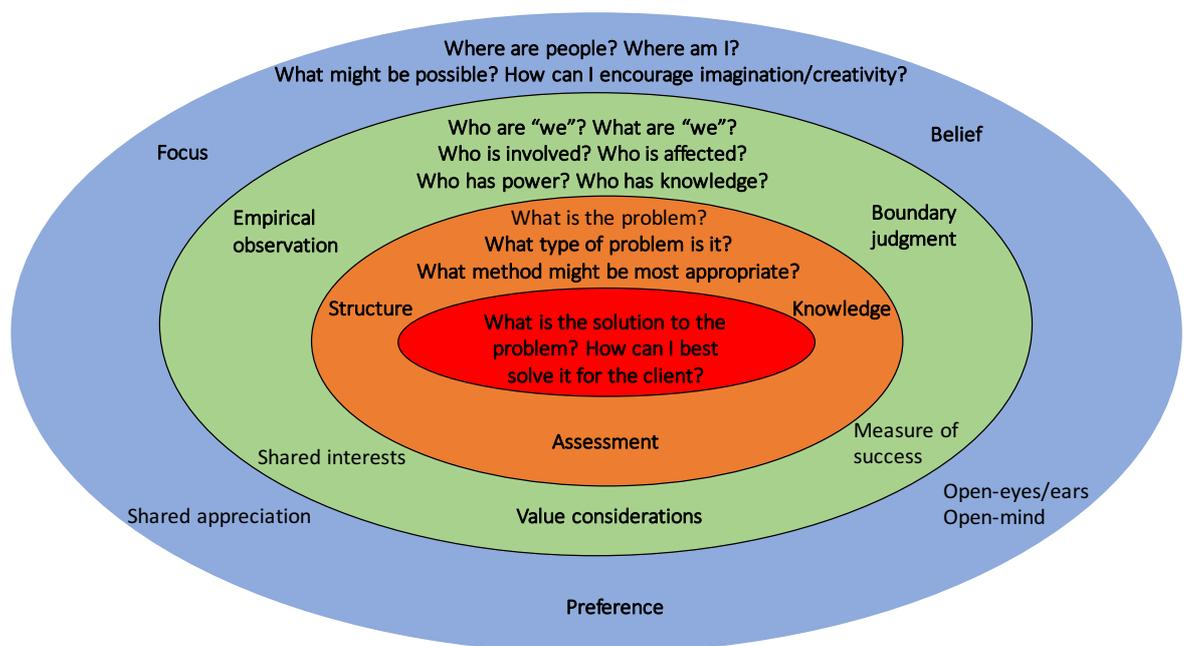 Where are people? Where am I?
What might be possible? How can I encourage imagination/creativity?
Focus
Belief
Who are “we”? What are “we”?
Who is involved? Who is affected?
Who has power? Who has knowledge?
Empirical
observation
Boundary
judgment
What is the problem?
What type of problem is it?
What method might be most appropriate?
Structure
Knowledge
What is the solution to the
problem? How can I best
solve it for the client?
Assessment
Shared interests
Measure of
success
Value considerations
Shared appreciation
Open-eyes/ears
Open-mind
Preference